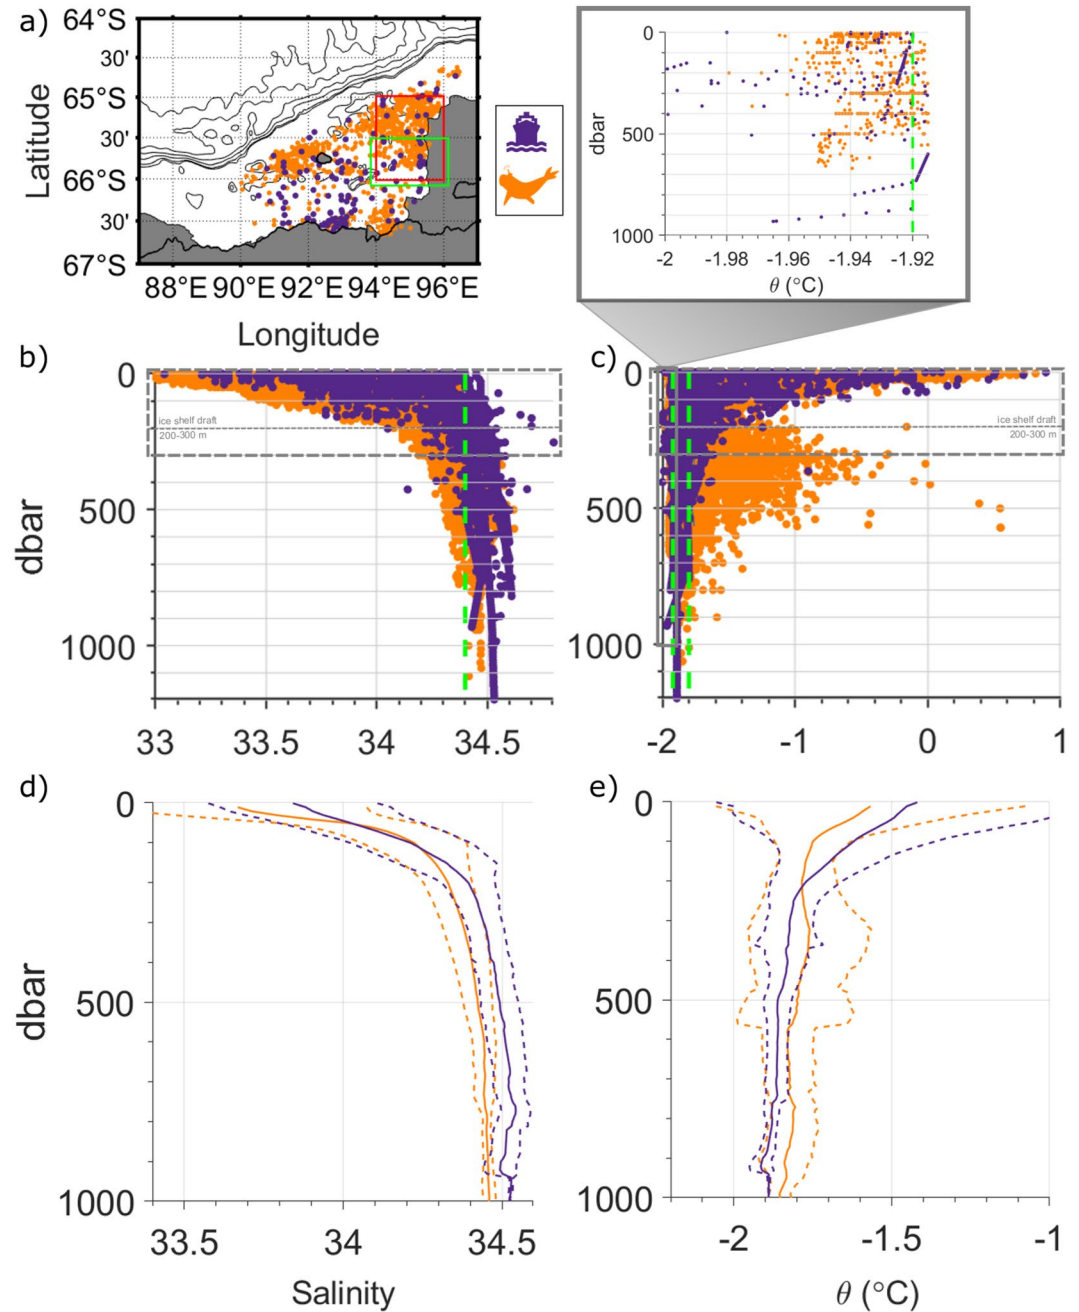 a)
64°S
30'
65°S
30'
66°S
30'
67°S
Latitude
88°E 90°E 92°E 94°E 96°E
Longitude
0
500
1000
dbar
-2 -1.98 -1.96 -1.94 -1.92
θ (°C)
b)
0
500
1000
dbar
ice shelf draft
200-300 m
33 33.5 34 34.5
c)
0
500
1000
ice shelf draft
200-300 m
-2 -1 0 1
d)
0
500
1000
dbar
33.5 34 34.5
Salinity
e)
0
500
1000
-2 -1.5 -1
θ (°C)